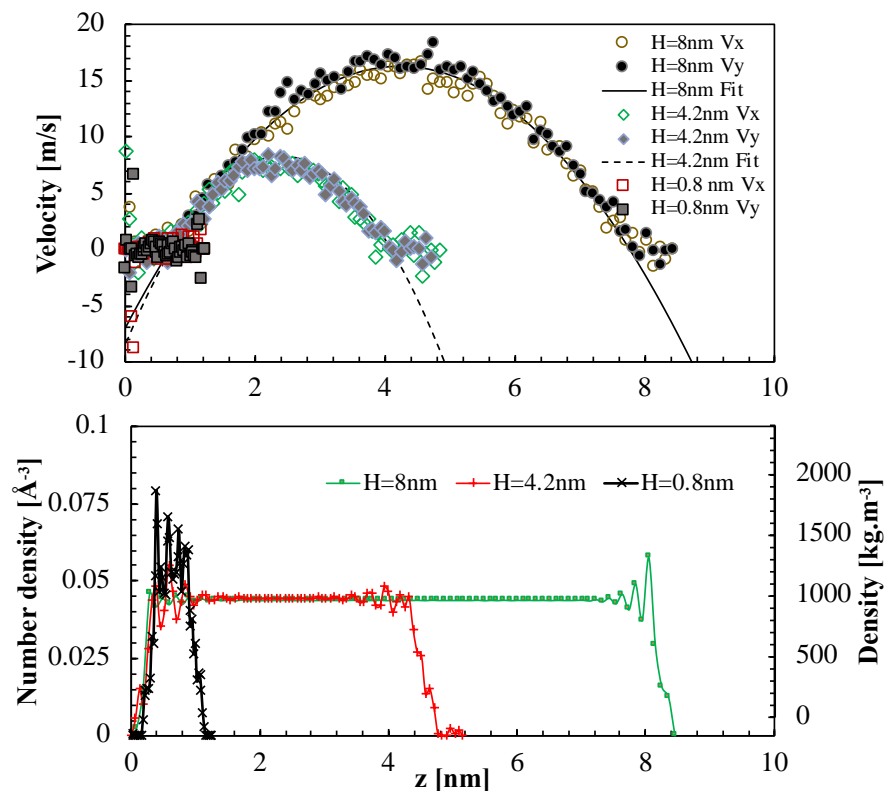 20
15
10
5
0
-5
-10
Velocity [m/s]
0
2
4
6
8
10
H=8nm Vx
H=8nm Vy
H=8nm Fit
H=4.2nm Vx
H=4.2nm Vy
H=4.2nm Fit
H=0.8 nm Vx
H=0.8nm Vy
0.1
0.075
0.05
0.025
0
Number density [Å⁻³]
H=8nm
H=4.2nm
H=0.8nm
2000
1500
1000
500
0
Density [kg.m⁻³]
0
2
4
6
8
10
z [nm]